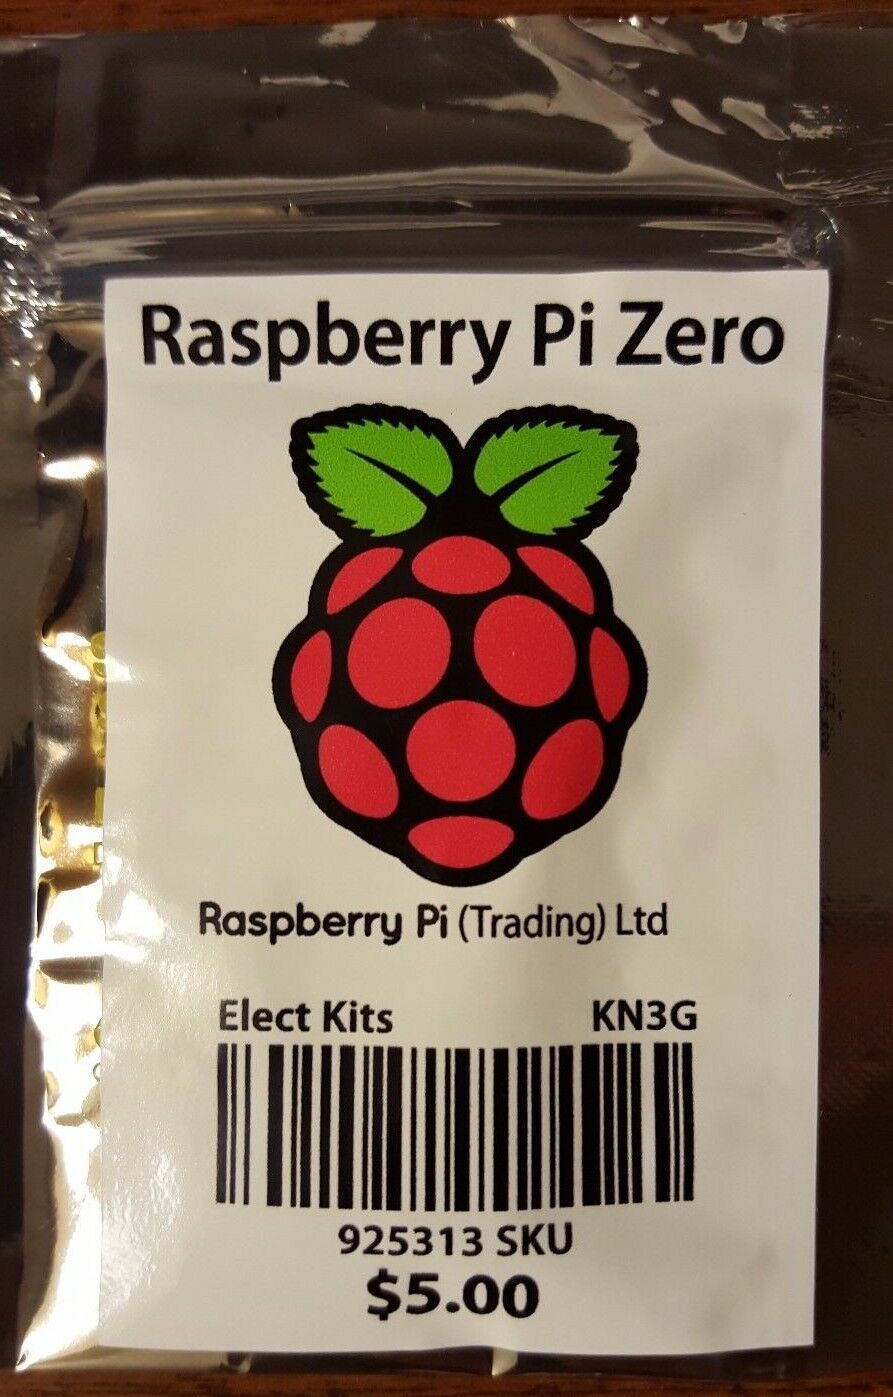 Raspberry Pi Zero
Raspberry Pi (Trading) Ltd
Elect Kits KN3G
925313 SKU
$5.00